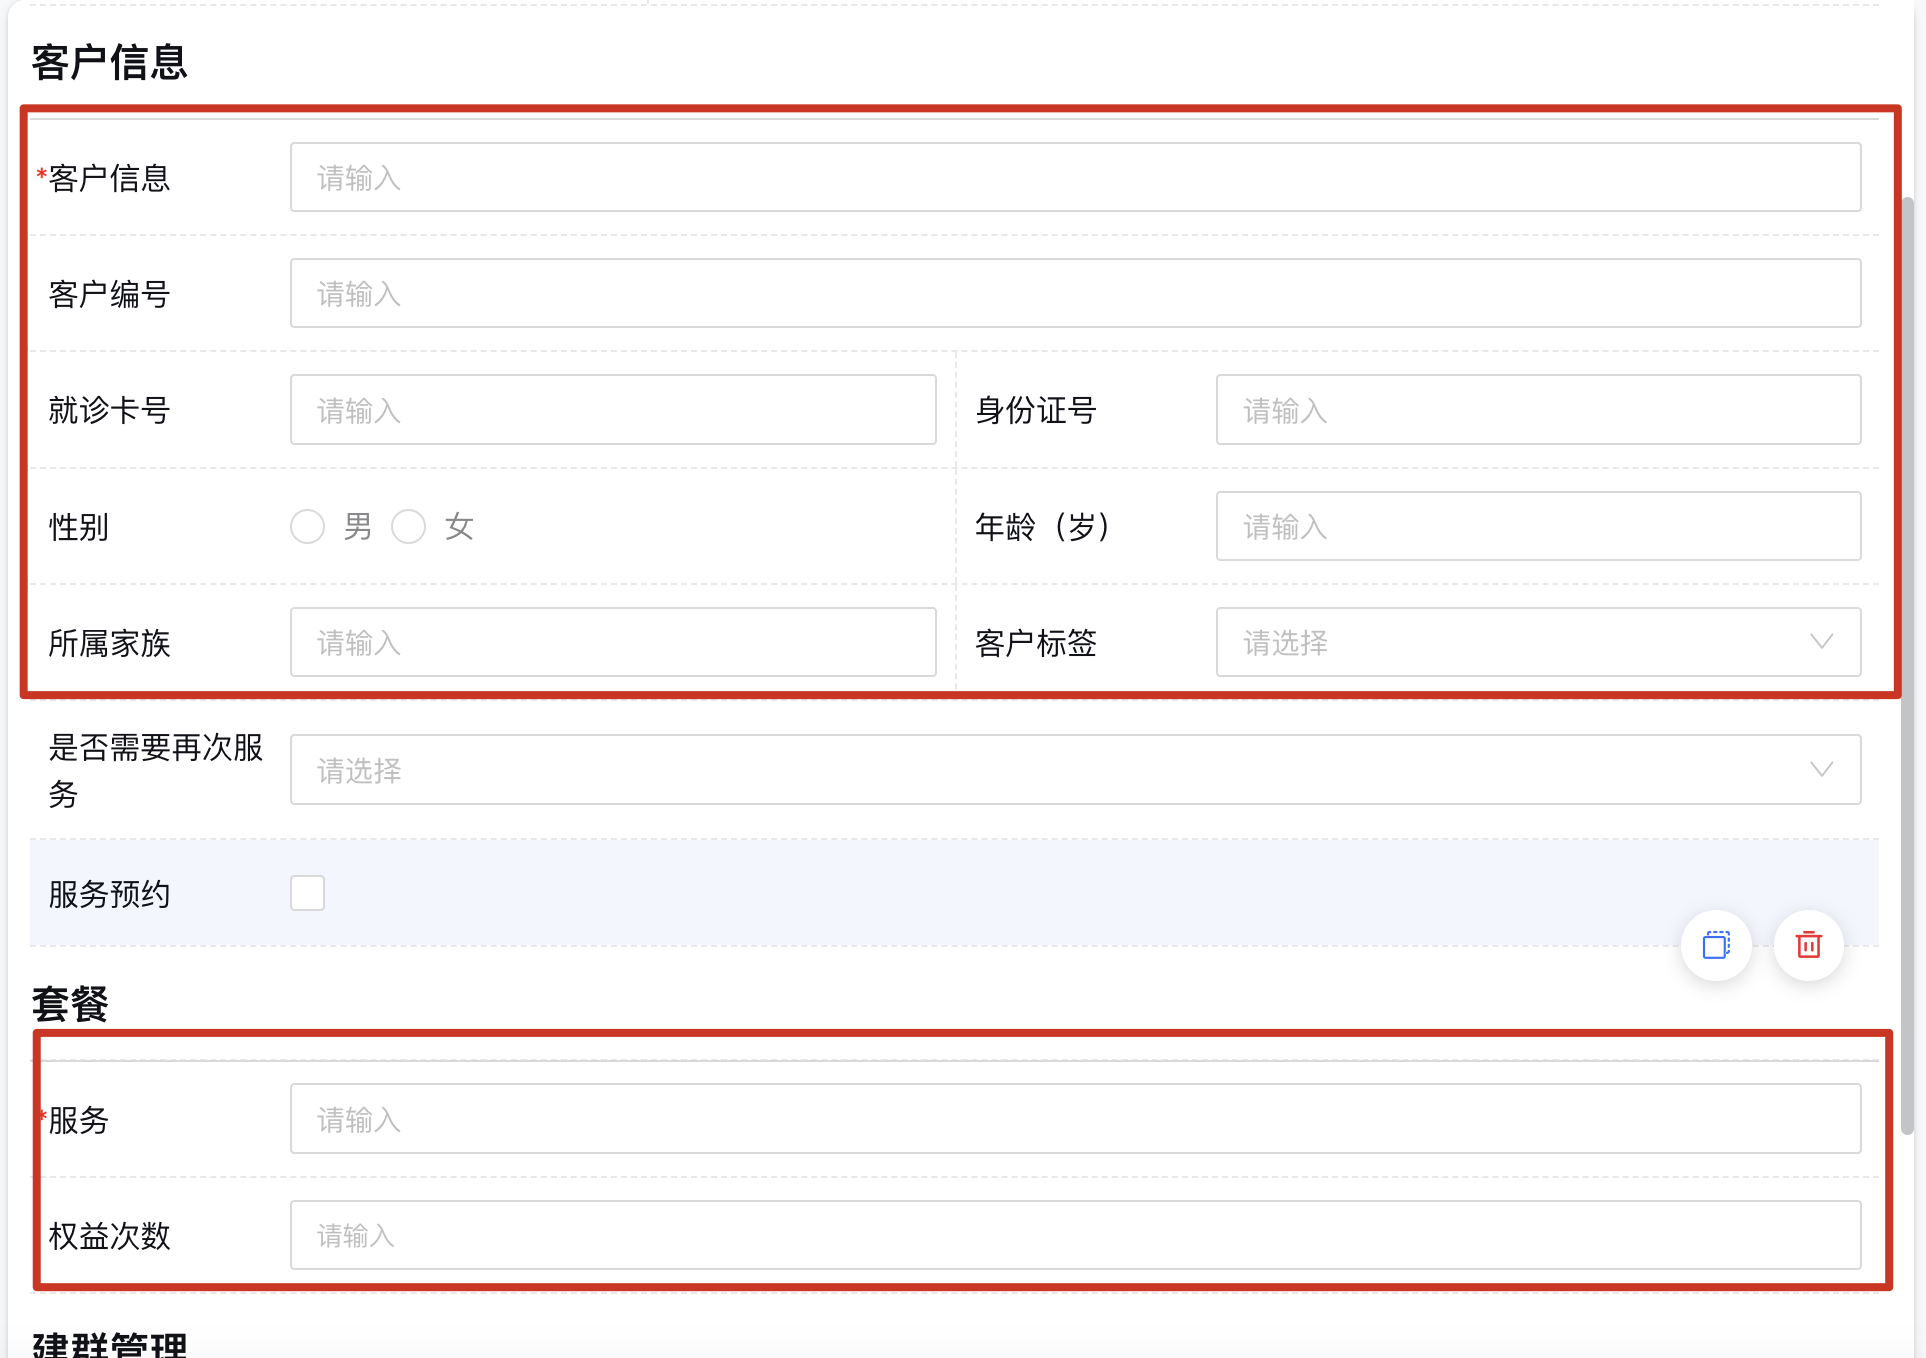 客户信息
*客户信息 请输入
客户编号 请输入
就诊卡号 请输入 身份证号 请输入
性别 男 女 年龄（岁） 请输入
所属家族 请输入 客户标签 请选择
是否需要再次服
务
请选择
服务预约
套餐
*服务 请输入
权益次数 请输入
建群管理